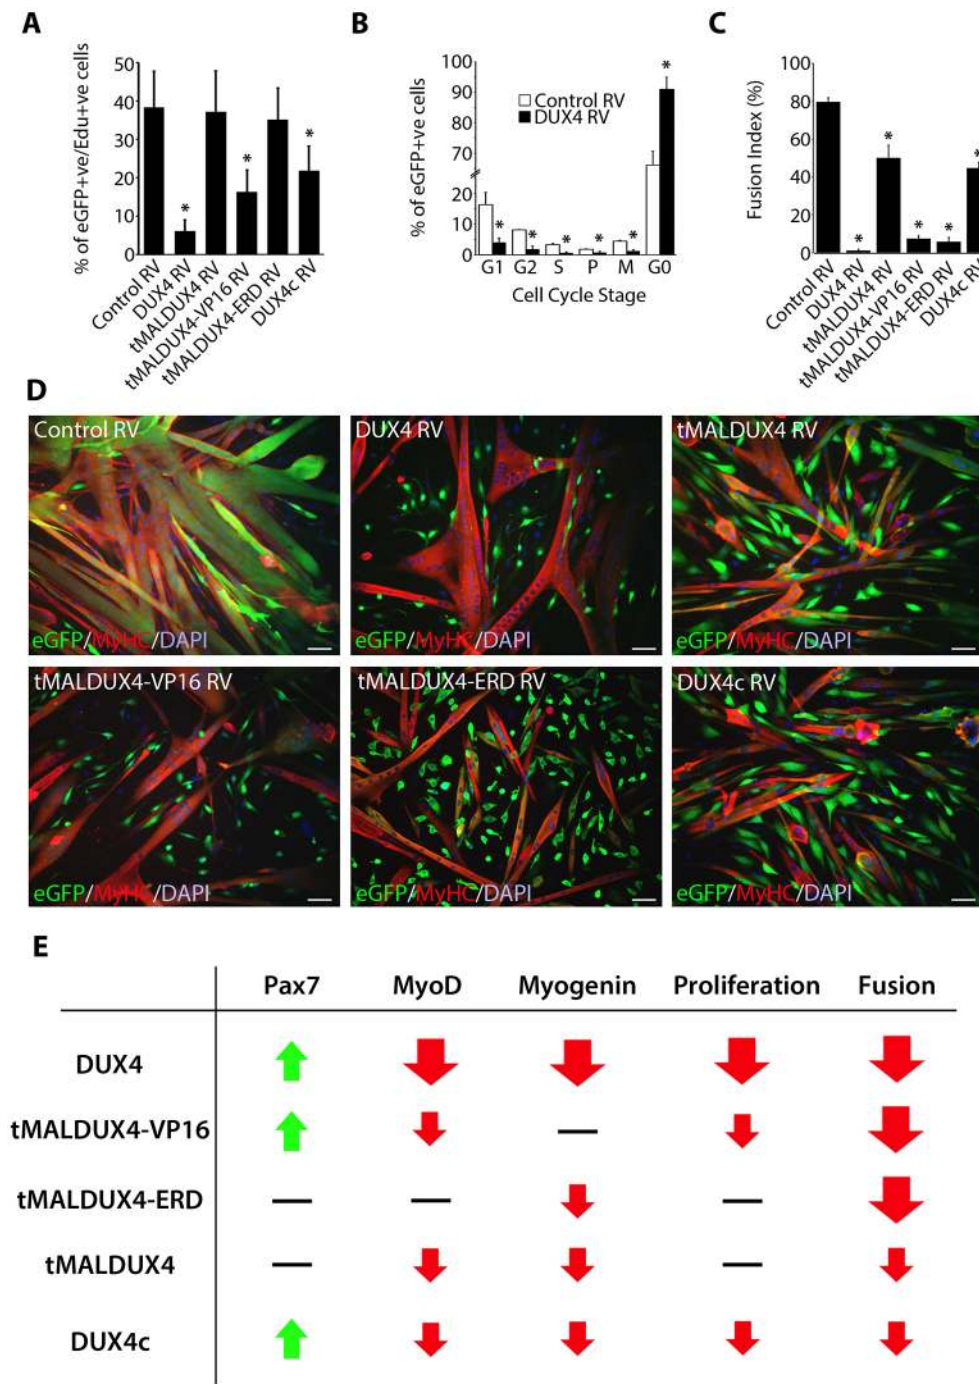 A
% of eGFP+ve/Edu+ve cells
50
40
30
20
10
0
*
*
*
Control RV
DUX4 RV
tMALDUX4 RV
tMALDUX4-VP16 RV
tMALDUX4-ERD RV
DUX4c RV
B
% of eGFP+ve cells
100
90
80
70
20
10
0
Control RV
DUX4 RV
*
*
*
*
*
*
G1 G2 S P M G0
Cell Cycle Stage
C
Fusion Index (%)
100
80
60
40
20
0
*
*
*
*
*
Control RV
DUX4 RV
tMALDUX4 RV
tMALDUX4-VP16 RV
tMALDUX4-ERD RV
DUX4c RV
D
Control RV
eGFP/MyHC/DAPI
DUX4 RV
eGFP/MyHC/DAPI
tMALDUX4 RV
eGFP/MyHC/DAPI
tMALDUX4-VP16 RV
eGFP/MyHC/DAPI
tMALDUX4-ERD RV
eGFP/MyHC/DAPI
DUX4c RV
eGFP/MyHC/DAPI
E
Pax7 MyoD Myogenin Proliferation Fusion
DUX4
tMALDUX4-VP16
tMALDUX4-ERD
tMALDUX4
DUX4c